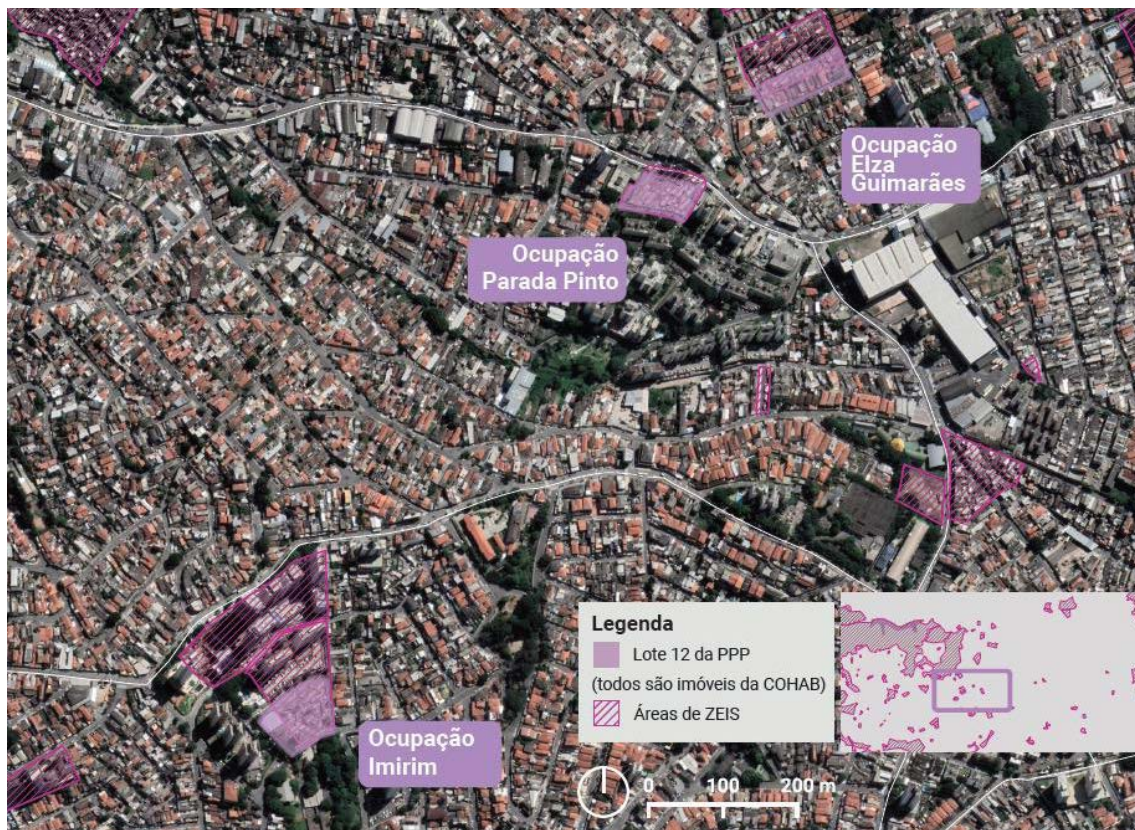 Ocupação
Elza
Guimarães
Ocupação
Parada Pinto
Legenda
Lote 12 da PPP
(todos são imóveis da COHAB)
Áreas de ZEIS
Ocupação
Imirim
0 100 200 m